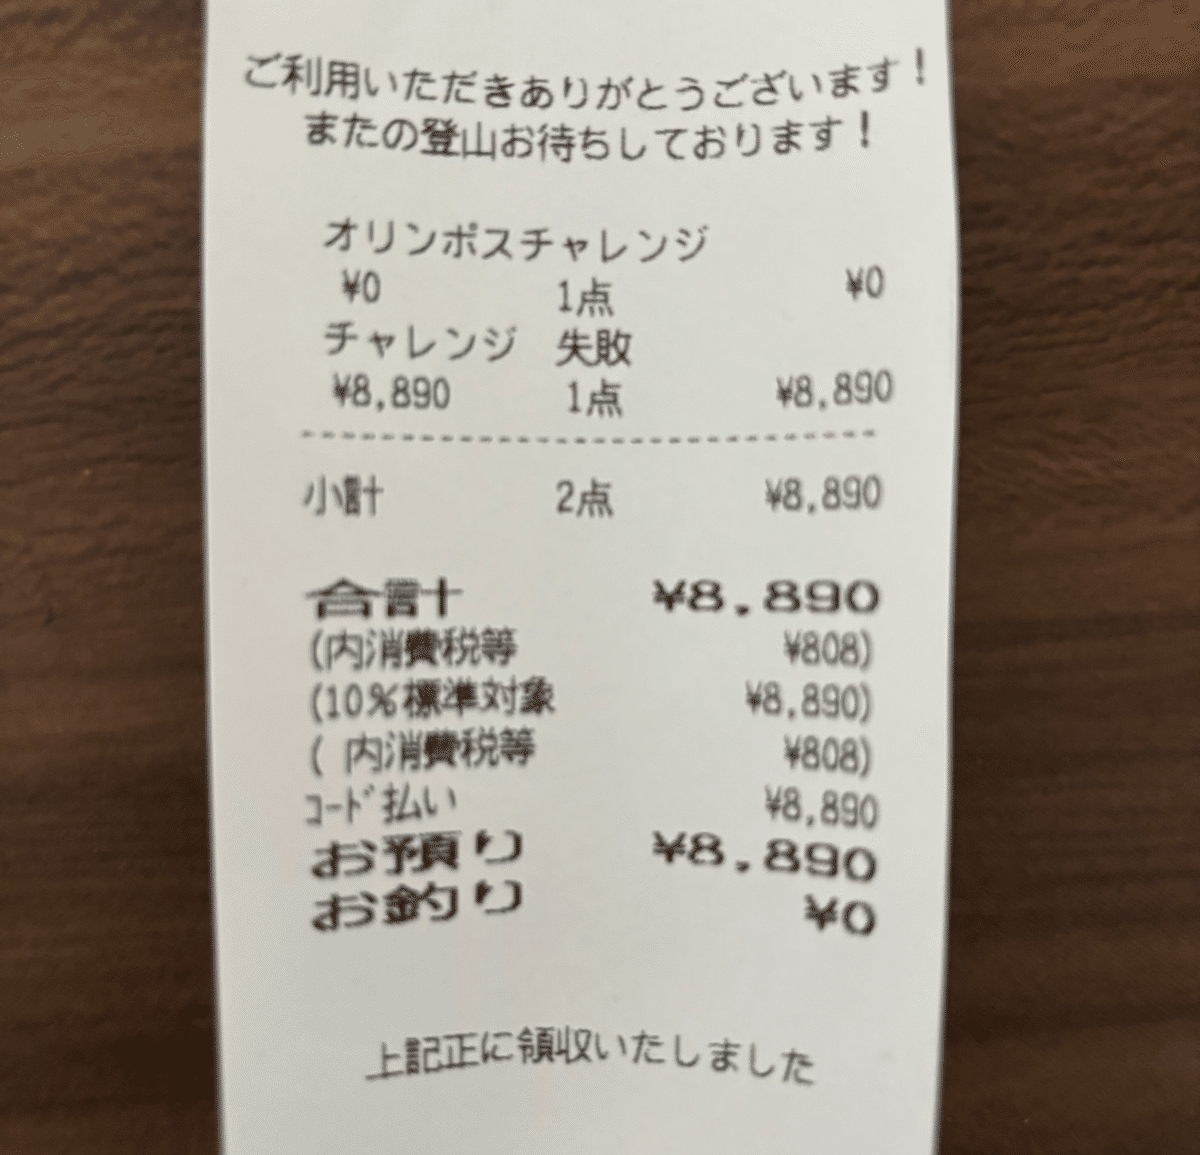 ご利用いただきありがとうございます!
またの登山お待ちしております!
オリンポスチャレンジ
¥0 1点 ¥0
チャレンジ 失敗
¥8,890 1点 ¥8,890
小計 2点 ¥8,890
合計 ¥8,890
(内消費税等 ¥808)
(10%標準対象 ¥8,890)
( 内消費税等 ¥808)
コード払い ¥8,890
お預り ¥8,890
お釣り ¥0
上記正に領収いたしました